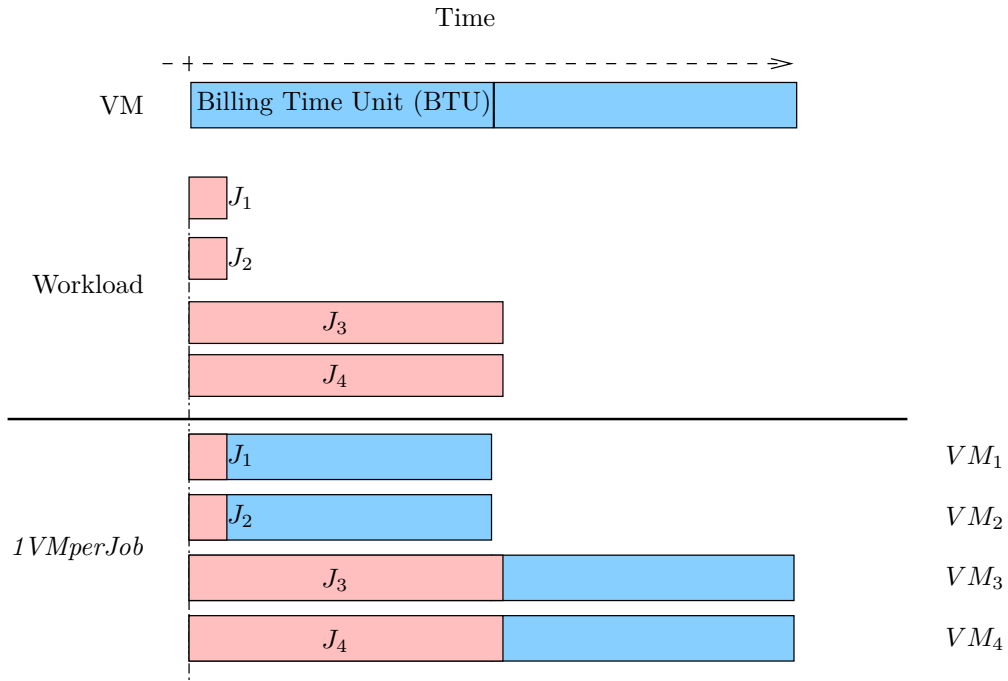 Time
VM
Billing Time Unit (BTU)
J₁
J₂
Workload
J₃
J₄
J₁
VM₁
J₂
VM₂
1VMperJob
J₃
VM₃
J₄
VM₄